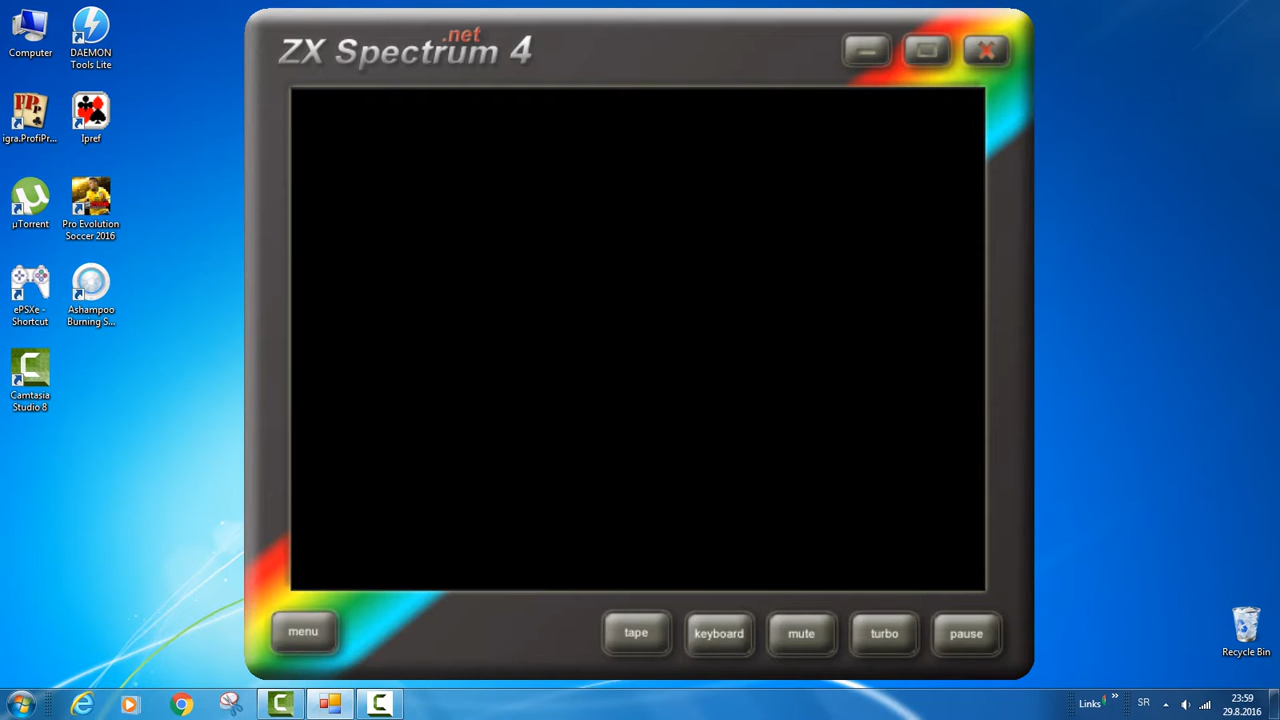 Computer
DAEMON
Tools Lite
igra.ProfiPr...
Ipref
µTorrent
Pro Evolution
Soccer 2016
ePSXe -
Shortcut
Ashampoo
Burning S...
Camtasia
Studio 8
.net
ZX Spectrum 4
menu
tape
keyboard
mute
turbo
pause
Recycle Bin
Links
»
SR
23:59
29.8.2016